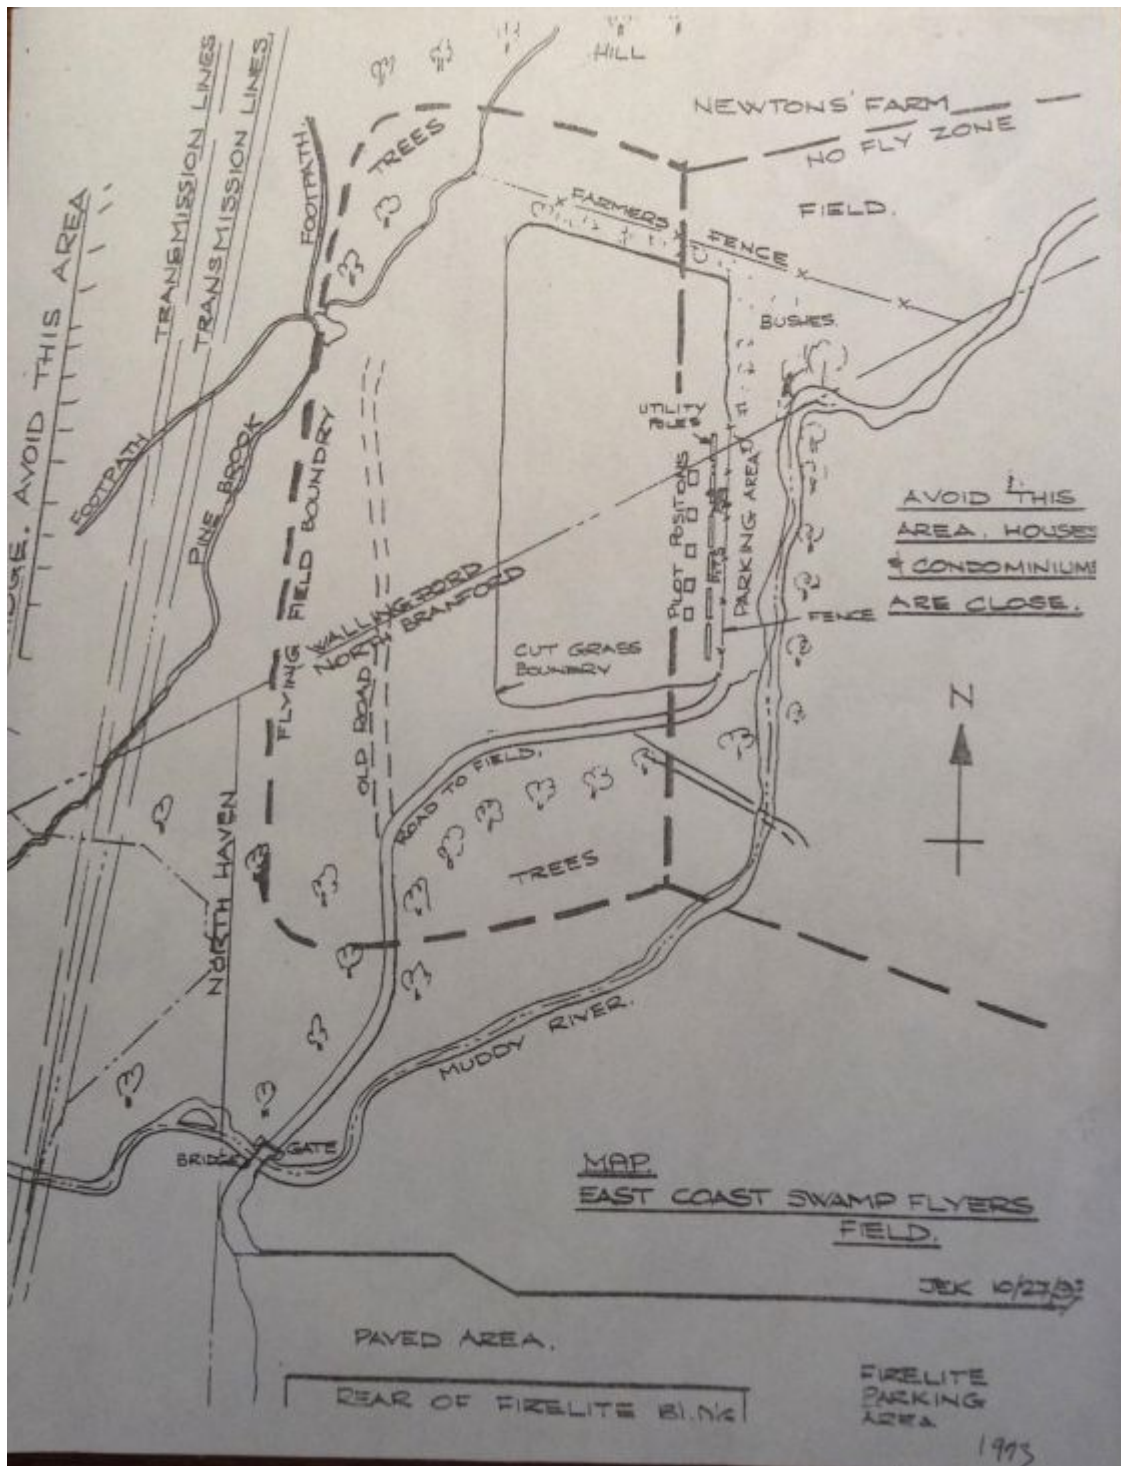 HILL
TRANSMISSION LINES
TRANSMISSION LINES
NEWTONS' FARM
NO FLY ZONE
TREES
FOOTPATH.
FARMERS
FENCE
FIELD.
AVOID THIS AREA
BUSHES.
UTILITY
POLES
FOOTPATH
PINE BROOK
FLYING FIELD BOUNDRY
PILOT POSITIONS
PARKING AREA
AVOID THIS
AREA. HOUSES
& CONDOMINIUMS
ARE CLOSE.
FENCE
WALLINGFORD
NORTH BRANFORD
CUT GRASS
BOUNDRY
OLD ROAD
N
ROAD TO FIELD.
NORTH HAVEN
TREES
MUDDY RIVER.
BRIDGE
GATE
MAP.
EAST COAST SWAMP FLYERS
FIELD.
JEK 10/27/
PAVED AREA.
REAR OF FIRELITE BLDG
FIRELITE
PARKING
AREA
1993